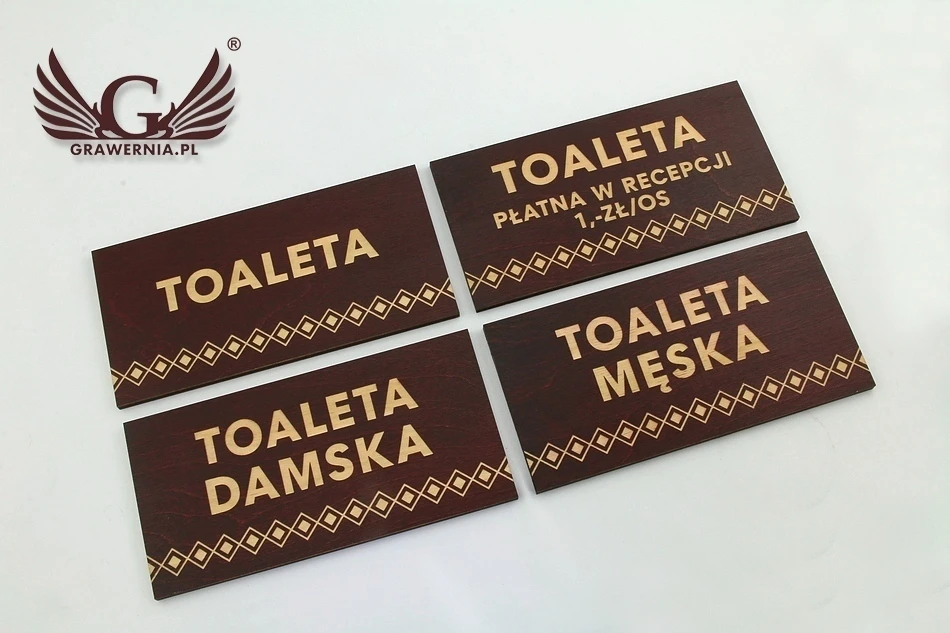 G ®
GRAWERNIA.PL
TOALETA
TOALETA
PŁATNA W RECEPCJI
1,-ZŁ/OS
TOALETA
DAMSKA
TOALETA
MĘSKA